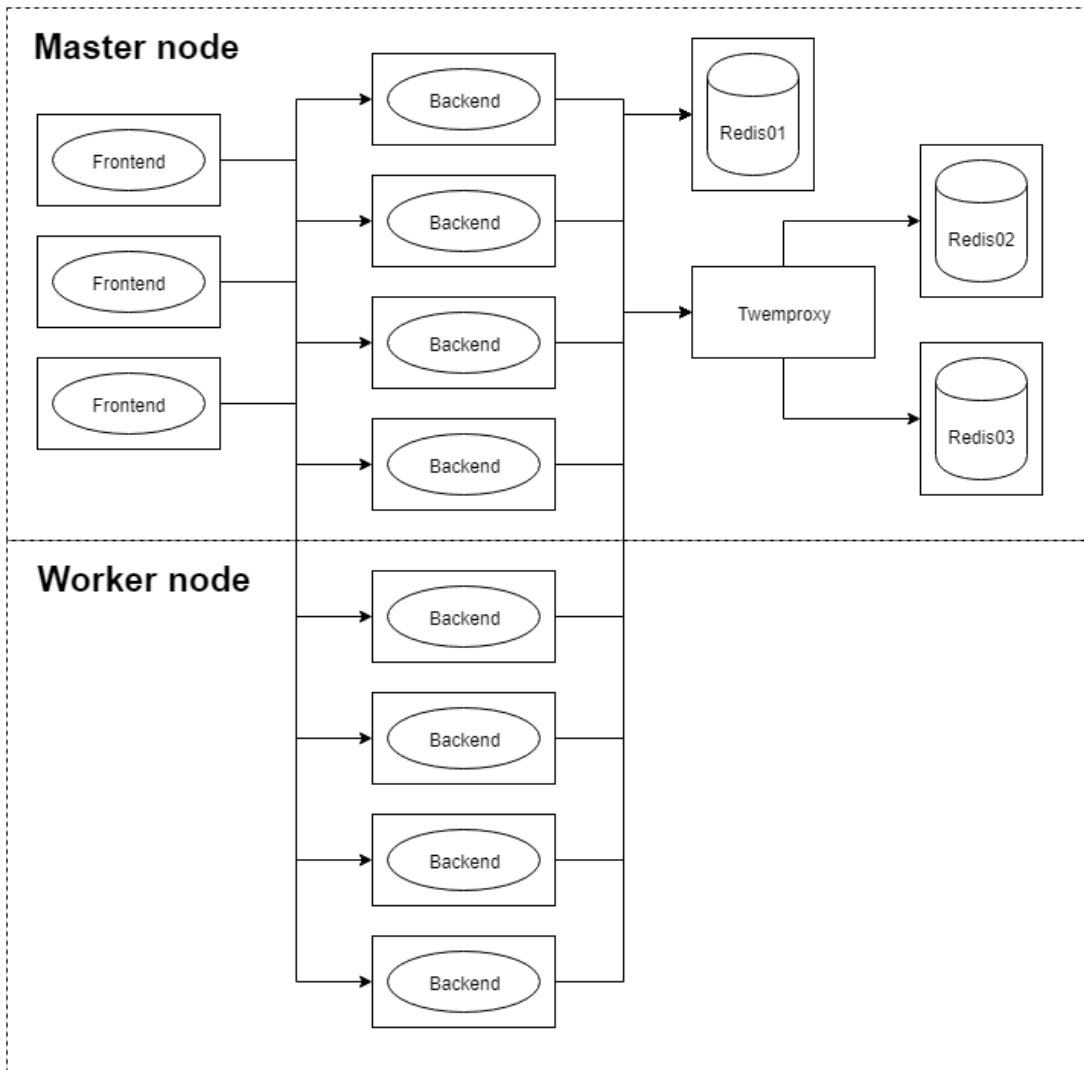 Master node
Frontend
Frontend
Frontend
Backend
Backend
Backend
Backend
Redis01
Twemproxy
Redis02
Redis03
Worker node
Backend
Backend
Backend
Backend